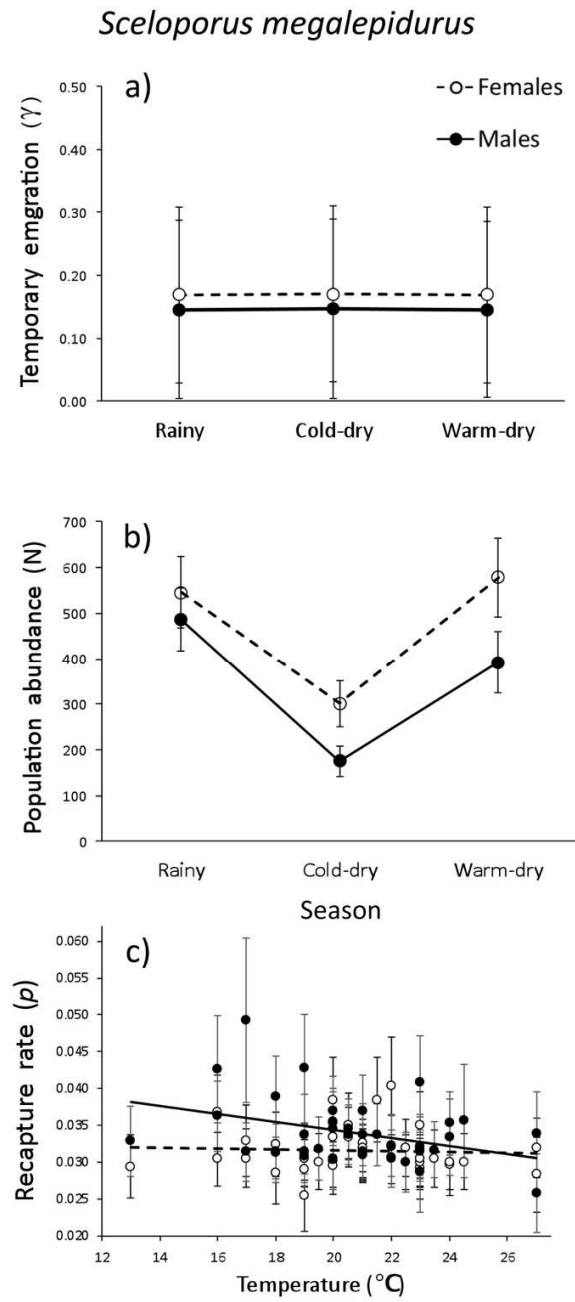 Sceloporus megalepidurus
a)
Females
Males
Temporary emgration (γ)
0.50
0.40
0.30
0.20
0.10
0.00
Rainy Cold-dry Warm-dry
b)
Population abundance (N)
700
600
500
400
300
200
100
0
Rainy Cold-dry Warm-dry
Season
c)
Recapture rate (p)
0.060
0.055
0.050
0.045
0.040
0.035
0.030
0.025
0.020
12 14 16 18 20 22 24 26
Temperature (°C)